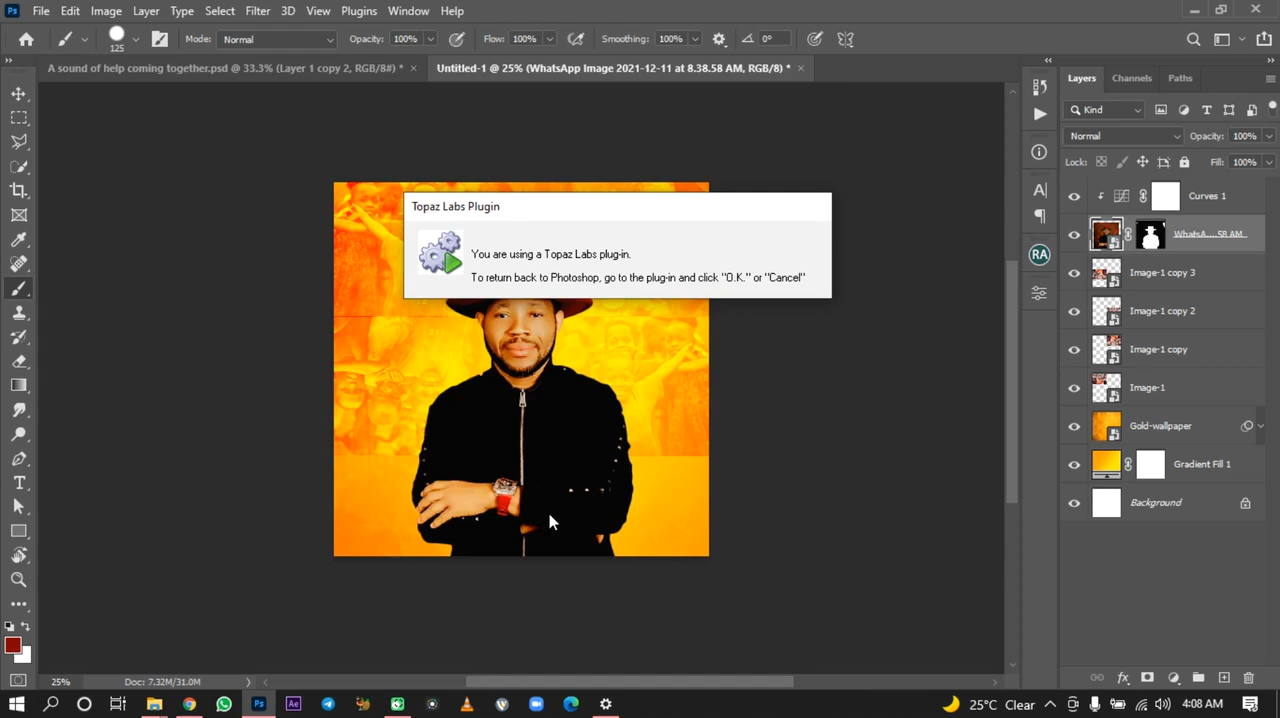 Ps File Edit Image Layer Type Select Filter 3D View Plugins Window Help
125 Mode: Normal Opacity: 100% Flow: 100% Smoothing: 100% 0°
A sound of help coming together.psd @ 33.3% (Layer 1 copy 2, RGB/8#) * × Untitled-1 @ 25% (WhatsApp Image 2021-12-11 at 8.38.58 AM, RGB/8) * ×
Topaz Labs Plugin
You are using a Topaz Labs plug-in.
To return back to Photoshop, go to the plug-in and click "O.K." or "Cancel"
Layers Channels Paths
Kind
Normal Opacity: 100%
Lock: Fill: 100%
Curves 1
WhatsA....58 AM
Image-1 copy 3
RA
Image-1 copy 2
Image-1 copy
Image-1
Gold-wallpaper
Gradient Fill 1
Background
25% Doc: 7.32M/31.0M
fx
Ps Ae 25°C Clear 4:08 AM